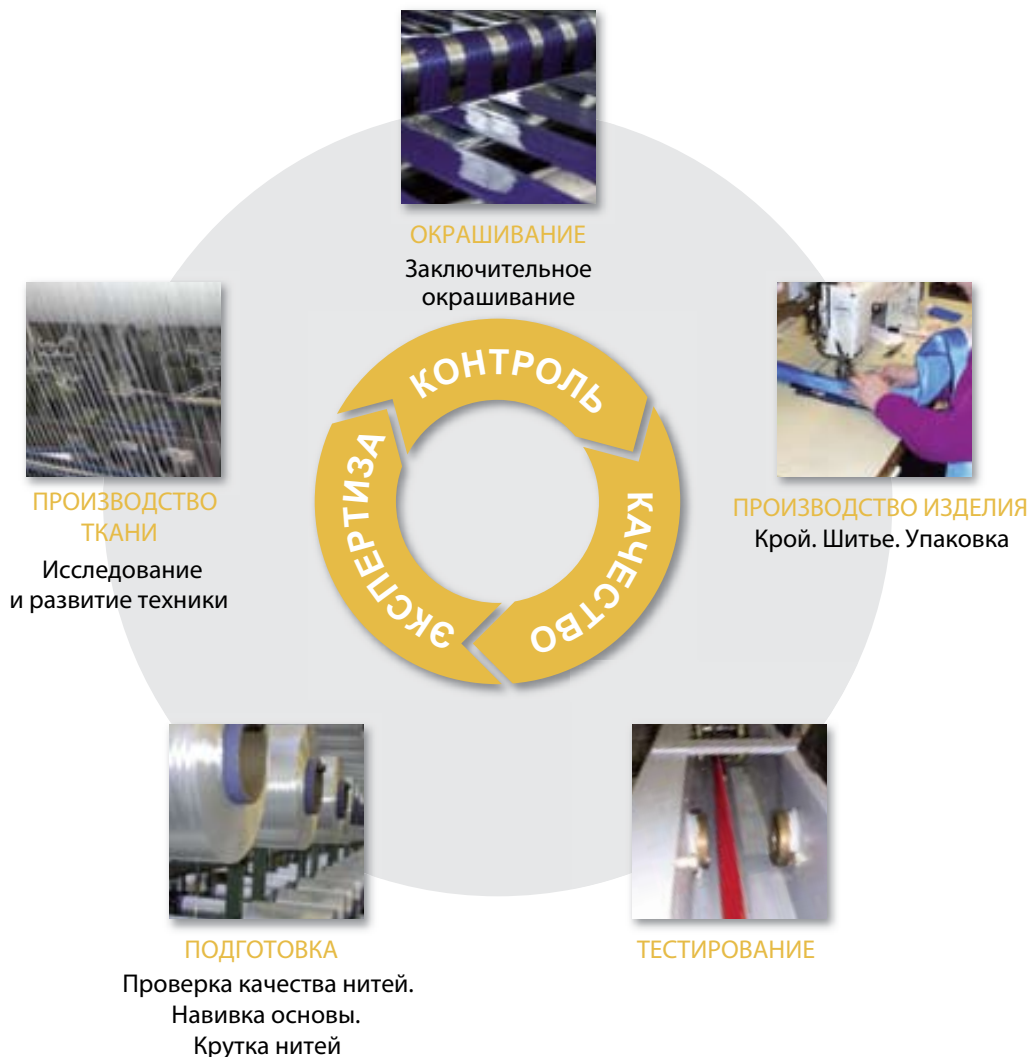 ОКРАШИВАНИЕ
Заключительное
окрашивание
ПРОИЗВОДСТВО
ТКАНИ
Исследование
и развитие техники
КОНТРОЛЬ
КАЧЕСТВО
ЭКСПЕРТИЗА
ПРОИЗВОДСТВО ИЗДЕЛИЯ
Крой. Шитье. Упаковка
ПОДГОТОВКА
Проверка качества нитей.
Навивка основы.
Крутка нитей
ТЕСТИРОВАНИЕ